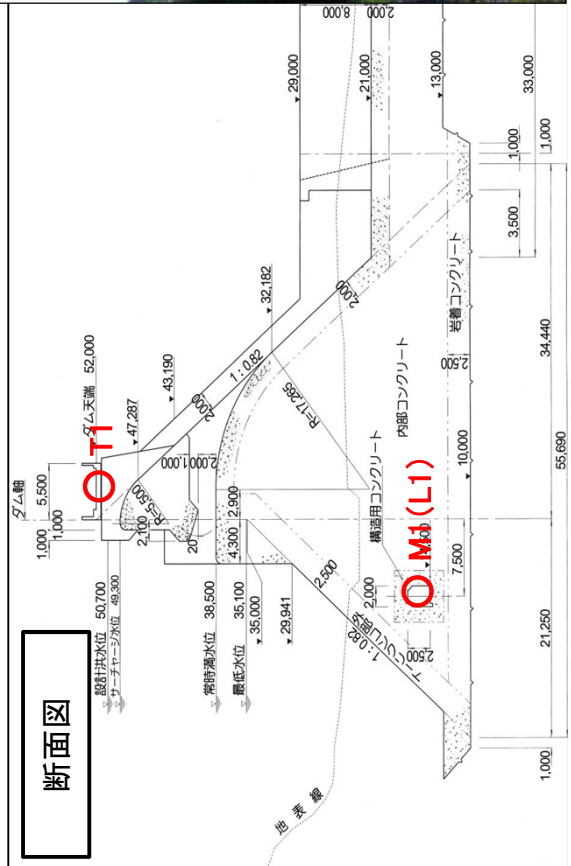 断面図
ダム軸
5,500
1,000
1,000
ダム天端 52,000
T1
設計洪水位 50,700
サーチャージ水位 49,300
2,100
R=5,500
47,287
43,190
2,000
1:0.82
32,182
29,000
21,000
13,000
2,000
8,000
常時満水位 38,500
最低水位 35,100
35,000
29,941
4,300
2,900
2,000
1,000
R=17,265
2,000
2,500
1:0.82
外部コンクリート
構造用コンクリート
内部コンクリート
岩着コンクリート
2,000
M1(L1)
2,500
7,500
10,000
2,500
地表線
1,000
21,250
34,440
55,690
3,500
1,000
1,000
33,000